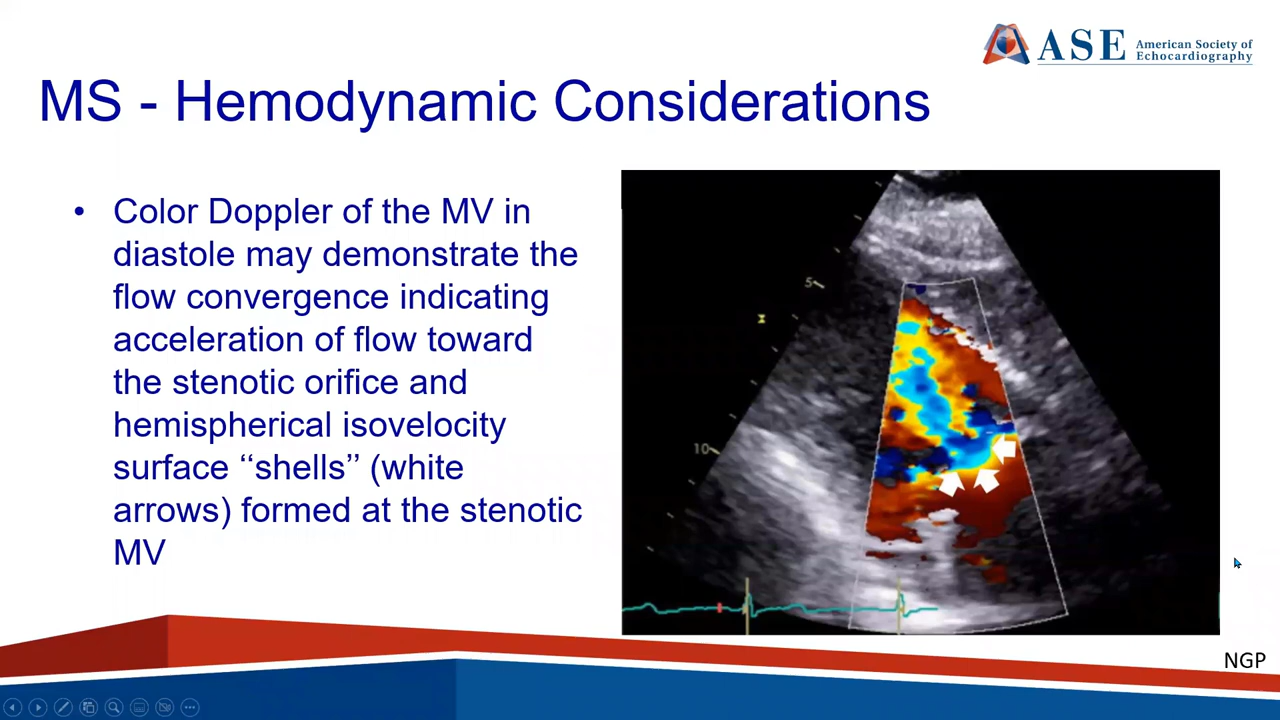 ASE American Society of
Echocardiography
MS - Hemodynamic Considerations
• Color Doppler of the MV in
diastole may demonstrate the
flow convergence indicating
acceleration of flow toward
the stenotic orifice and
hemispherical isovelocity
surface ‘‘shells’’ (white
arrows) formed at the stenotic
MV
5
10
NGP